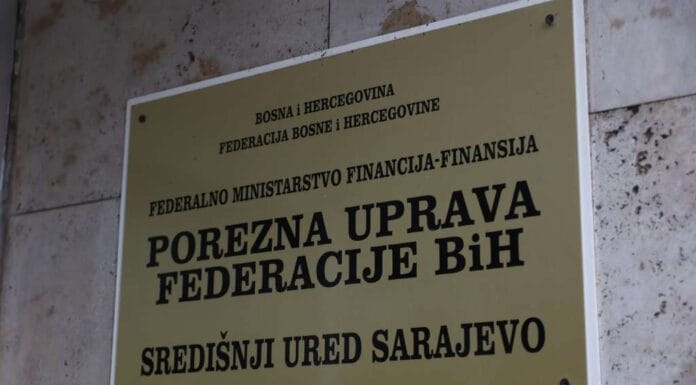 BOSNA i HERCEGOVINA
FEDERACIJA BOSNE i HERCEGOVINE
FEDERALNO MINISTARSTVO FINANCIJA-FINANSIJA
POREZNA UPRAVA
FEDERACIJE BiH
SREDIŠNJI URED SARAJEVO